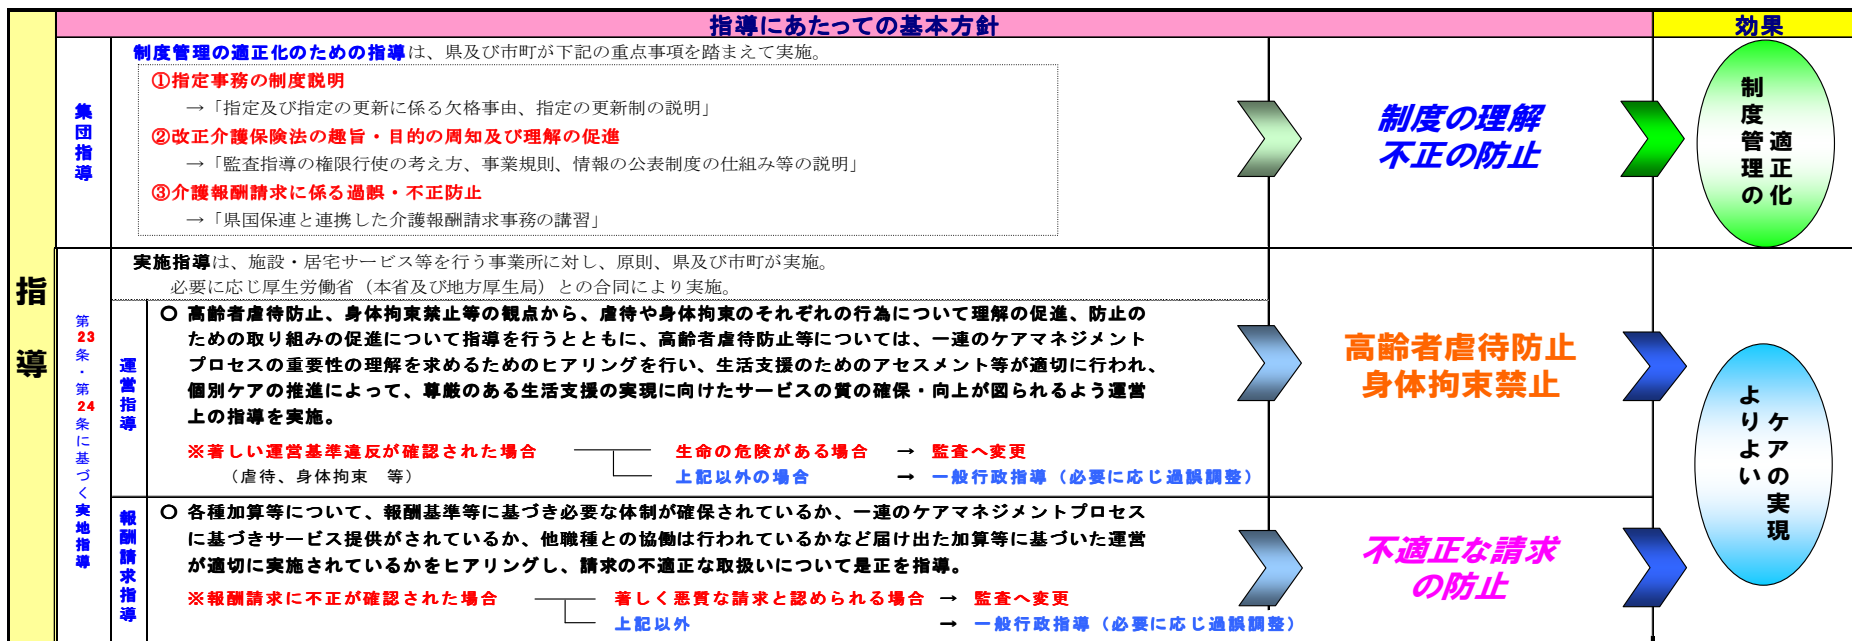 指導にあたっての基本方針
効果
指導
集団指導
制度管理の適正化のための指導は、県及び市町が下記の重点事項を踏まえて実施。
①指定事務の制度説明
→「指定及び指定の更新に係る欠格事由、指定の更新制の説明」
②改正介護保険法の趣旨・目的の周知及び理解の促進
→「監査指導の権限行使の考え方、事業規則、情報の公表制度の仕組み等の説明」
③介護報酬請求に係る過誤・不正防止
→「県国保連と連携した介護報酬請求事務の講習」
制度の理解
不正の防止
制度管理の
適正化
第23条・第24条に基づく実地指導
実施指導は、施設・居宅サービス等を行う事業所に対し、原則、県及び市町が実施。
必要に応じ厚生労働省（本省及び地方厚生局）との合同により実施。
運営指導
○ 高齢者虐待防止、身体拘束禁止等の観点から、虐待や身体拘束のそれぞれの行為について理解の促進、防止の
ための取り組みの促進について指導を行うとともに、高齢者虐待防止等については、一連のケアマネジメント
プロセスの重要性の理解を求めるためのヒアリングを行い、生活支援のためのアセスメント等が適切に行われ、
個別ケアの推進によって、尊厳のある生活支援の実現に向けたサービスの質の確保・向上が図られるよう運営
上の指導を実施。
※著しい運営基準違反が確認された場合
（虐待、身体拘束　等）
生命の危険がある場合 → 監査へ変更
上記以外の場合 → 一般行政指導（必要に応じ過誤調整）
高齢者虐待防止
身体拘束禁止
よりよい
ケアの実現
報酬請求指導
○ 各種加算等について、報酬基準等に基づき必要な体制が確保されているか、一連のケアマネジメントプロセス
に基づきサービス提供がされているか、他職種との協働は行われているかなど届け出た加算等に基づいた運営
が適切に実施されているかをヒアリングし、請求の不適正な取扱いについて是正を指導。
※報酬請求に不正が確認された場合
著しく悪質な請求と認められる場合 → 監査へ変更
上記以外 → 一般行政指導（必要に応じ過誤調整）
不適正な請求
の防止